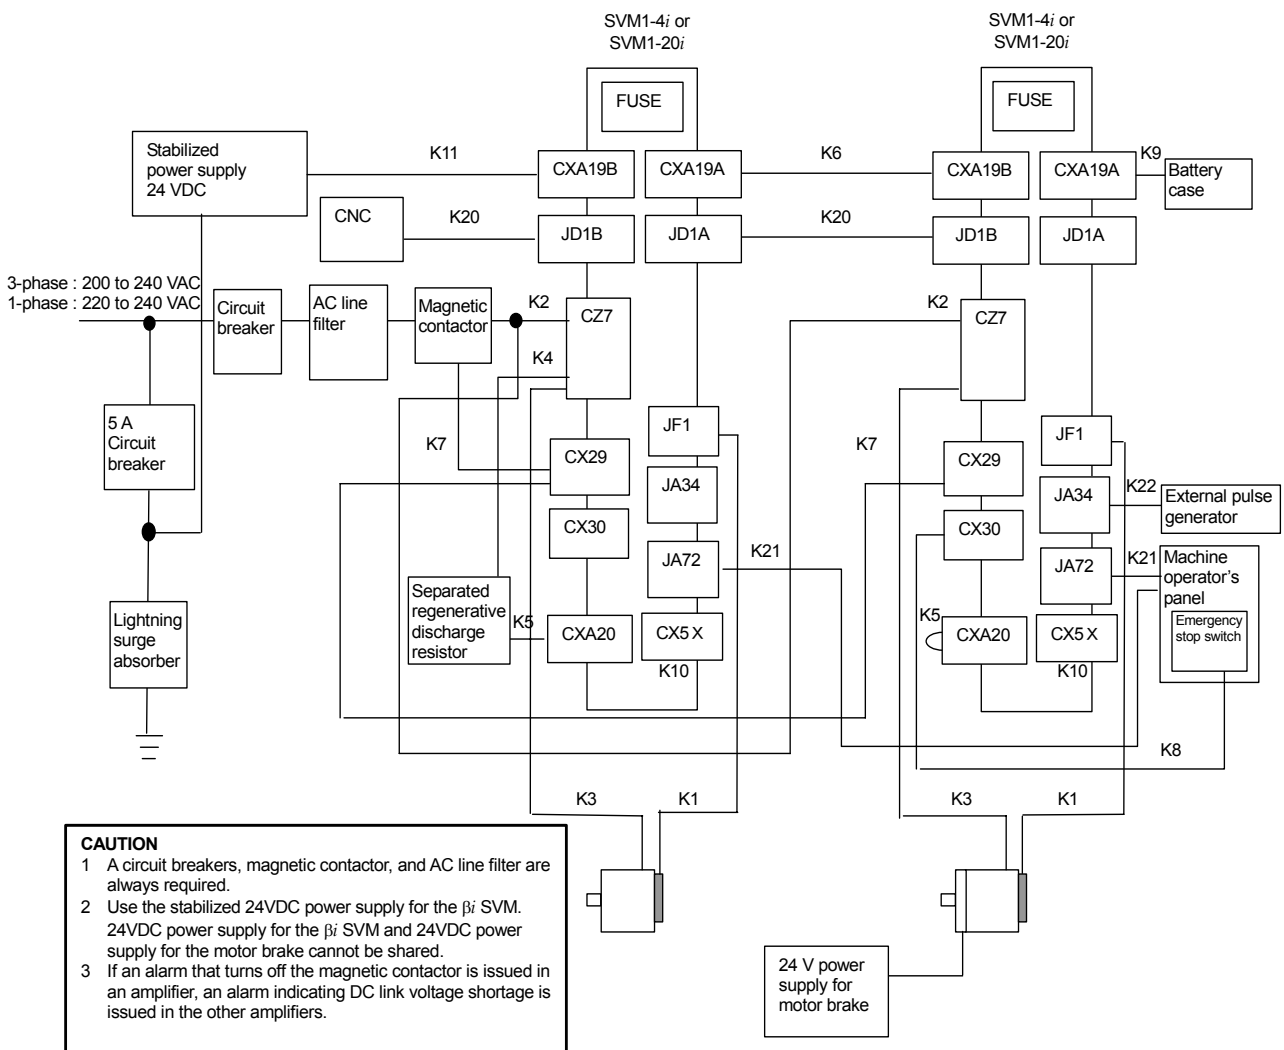 SVM1-4i or
SVM1-20i
SVM1-4i or
SVM1-20i
FUSE
FUSE
Stabilized
power supply
24 VDC
K11
CXA19B
CXA19A
K6
CXA19B
CXA19A
K9
Battery
case
CNC
K20
JD1B
JD1A
K20
JD1B
JD1A
3-phase : 200 to 240 VAC
1-phase : 220 to 240 VAC
Circuit
breaker
AC line
filter
Magnetic
contactor
K2
CZ7
K2
CZ7
K4
5 A
Circuit
breaker
K7
CX29
JF1
K7
CX29
JF1
JA34
JA34
K22
External pulse
generator
CX30
CX30
JA72
K21
JA72
K21
Machine
operator's
panel
Emergency
stop switch
Separated
regenerative
discharge
resistor
K5
CXA20
CX5 X
K10
K5
CXA20
CX5 X
K10
Lightning
surge
absorber
K8
K3
K1
K3
K1
CAUTION
1 A circuit breakers, magnetic contactor, and AC line filter are
always required.
2 Use the stabilized 24VDC power supply for the βi SVM.
24VDC power supply for the βi SVM and 24VDC power
supply for the motor brake cannot be shared.
3 If an alarm that turns off the magnetic contactor is issued in
an amplifier, an alarm indicating DC link voltage shortage is
issued in the other amplifiers.
24 V power
supply for
motor brake